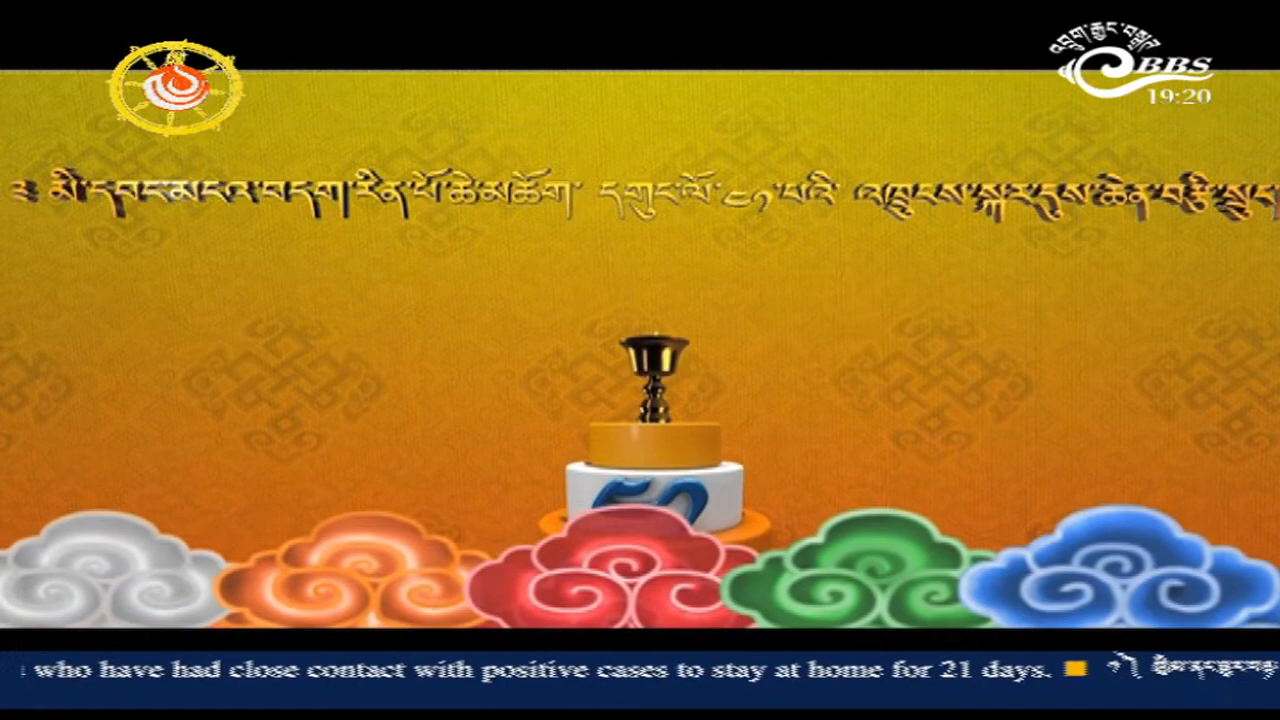 འབྲུག་རྒྱང་བསྒྲགས
BBS
19:20
མི་དབང་མངའ་བདག་རིན་པོ་ཆེ་མཆོག་ དགུང་ལོ་༤༡་པའི་ འཁྲུངས་སྐར་དུས་ཆེན་བརྩི་སྲུང
who have had close contact with positive cases to stay at home for 21 days.